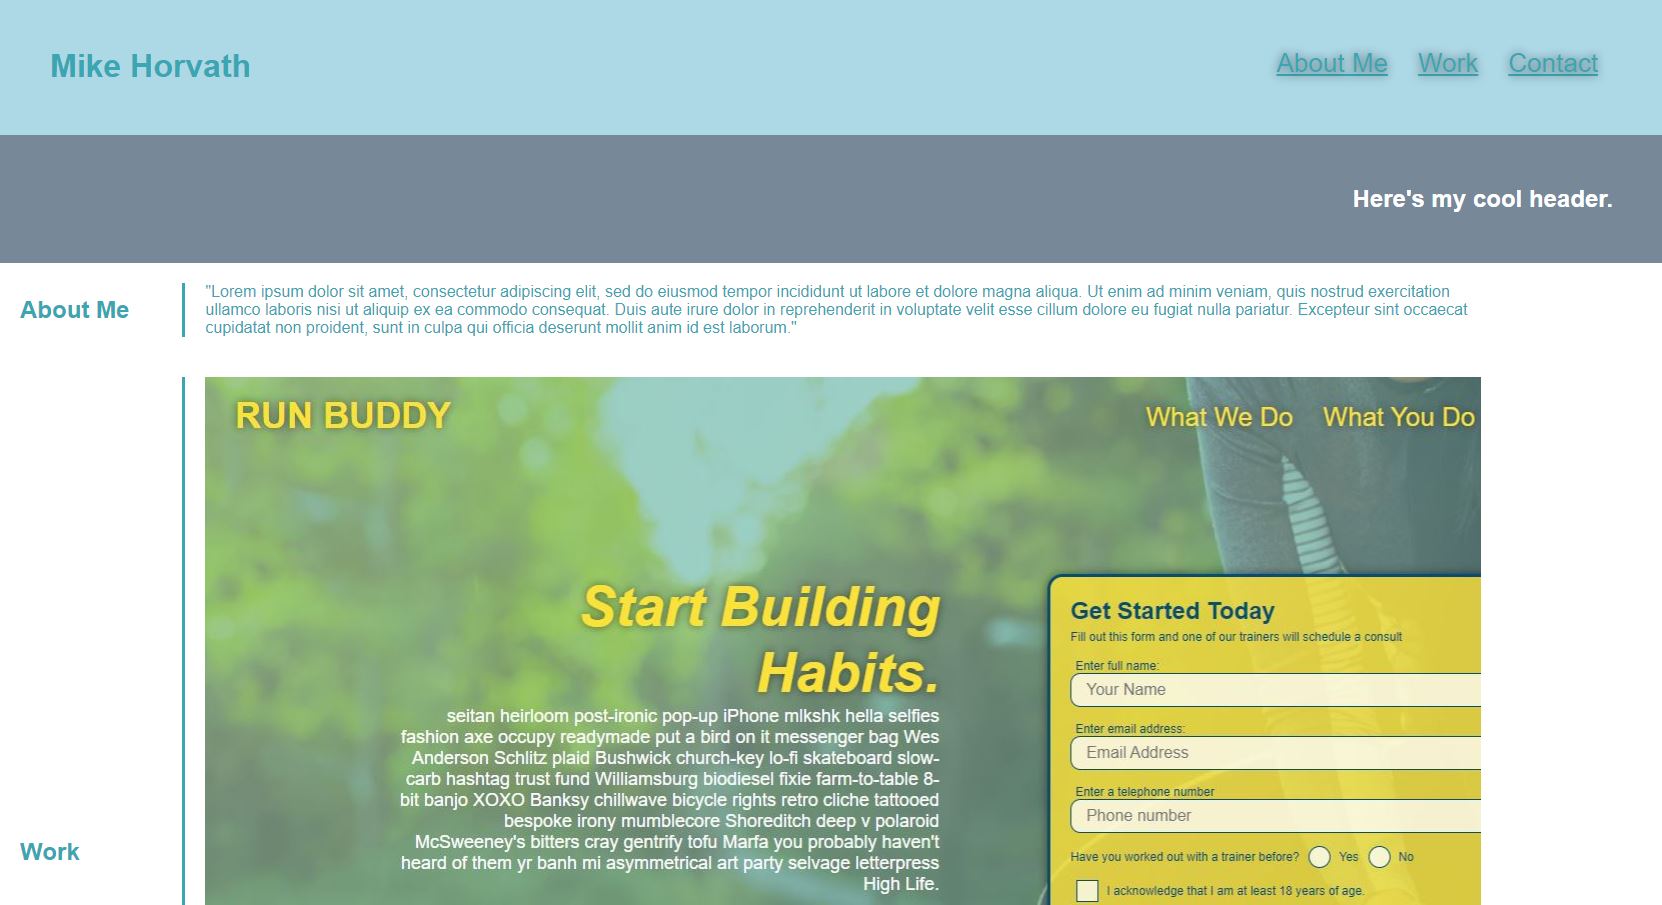 Mike Horvath
About Me Work Contact
Here's my cool header.
About Me
"Lorem ipsum dolor sit amet, consectetur adipiscing elit, sed do eiusmod tempor incididunt ut labore et dolore magna aliqua. Ut enim ad minim veniam, quis nostrud exercitation
ullamco laboris nisi ut aliquip ex ea commodo consequat. Duis aute irure dolor in reprehenderit in voluptate velit esse cillum dolore eu fugiat nulla pariatur. Excepteur sint occaecat
cupidatat non proident, sunt in culpa qui officia deserunt mollit anim id est laborum."
Work
RUN BUDDY
What We Do What You Do
Start Building
Habits.
seitan heirloom post-ironic pop-up iPhone mlkshk hella selfies
fashion axe occupy readymade put a bird on it messenger bag Wes
Anderson Schlitz plaid Bushwick church-key lo-fi skateboard slow-
carb hashtag trust fund Williamsburg biodiesel fixie farm-to-table 8-
bit banjo XOXO Banksy chillwave bicycle rights retro cliche tattooed
bespoke irony mumblecore Shoreditch deep v polaroid
McSweeney's bitters cray gentrify tofu Marfa you probably haven't
heard of them yr banh mi asymmetrical art party selvage letterpress
High Life.
Get Started Today
Fill out this form and one of our trainers will schedule a consult
Enter full name:
Your Name
Enter email address:
Email Address
Enter a telephone number
Phone number
Have you worked out with a trainer before? Yes No
I acknowledge that I am at least 18 years of age.